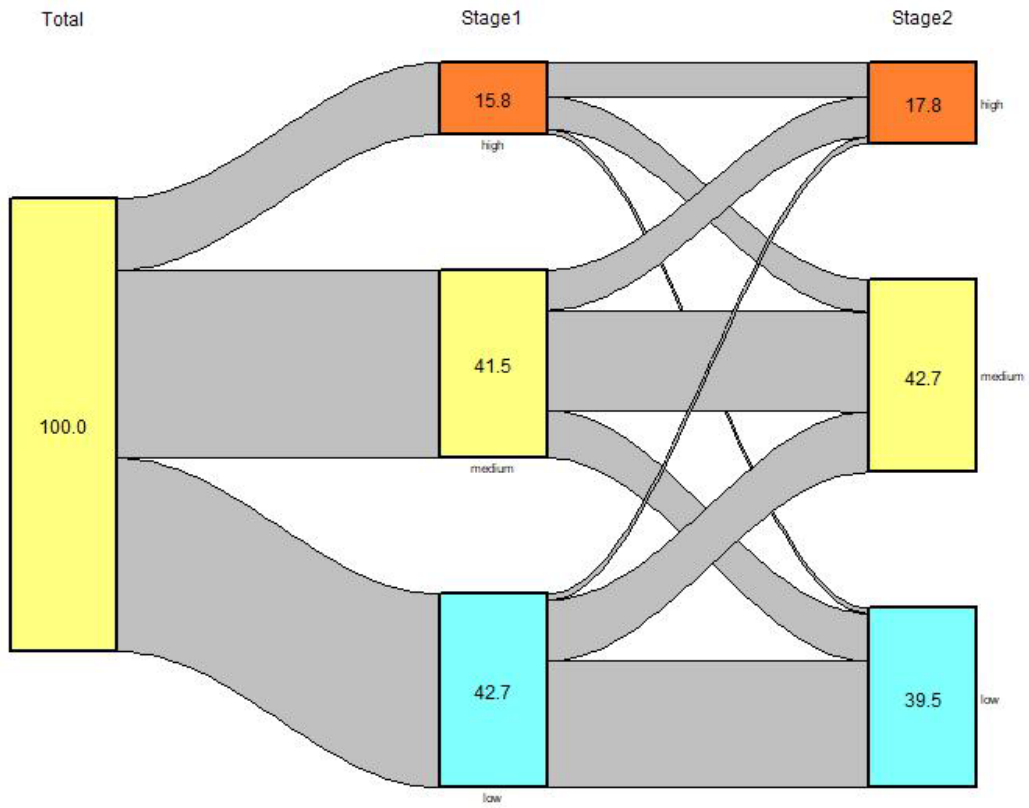 Total
Stage1
Stage2
15.8
high
17.8
high
41.5
medium
42.7
medium
100.0
42.7
low
39.5
low